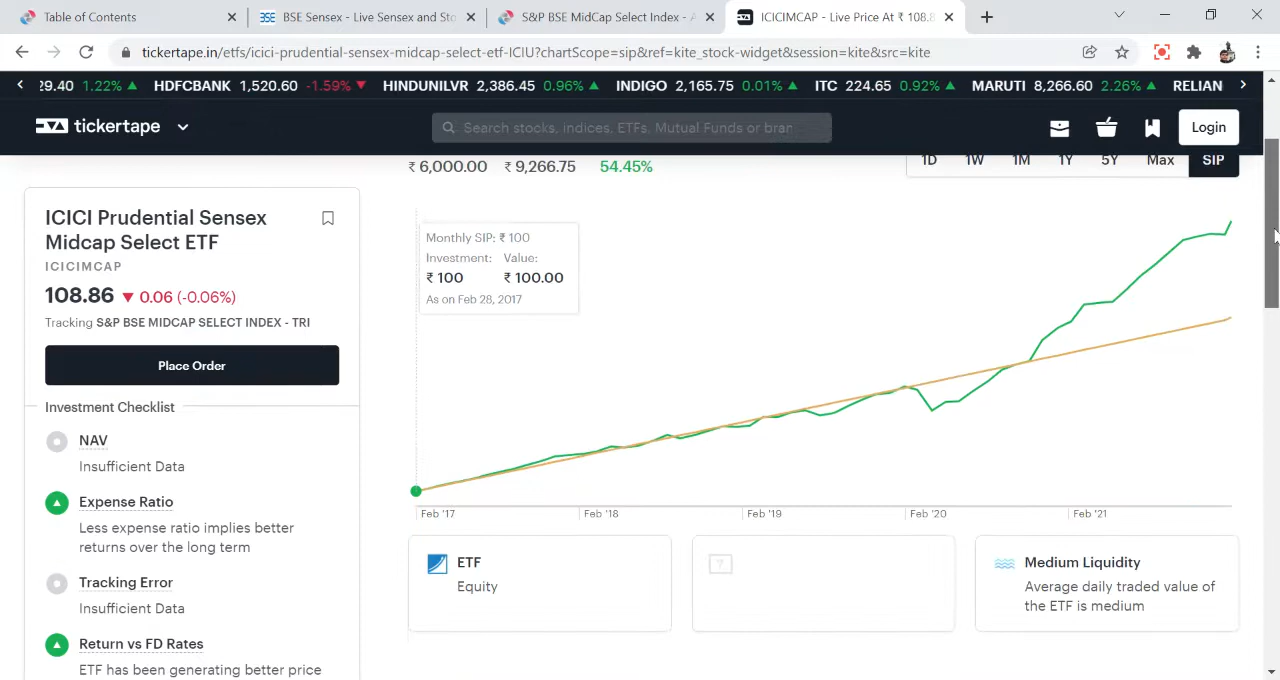 Table of Contents
BSE Sensex - Live Sensex and Sto
S&P BSE MidCap Select Index - A
ICICIMCAP - Live Price At ₹ 108.8
tickertape.in/etfs/icici-prudential-sensex-midcap-select-etf-ICIU?chartScope=sip&ref=kite_stock-widget&session=kite&src=kite
29.40 1.22% ▲ HDFCBANK 1,520.60 -1.59% ▼ HINDUNILVR 2,386.45 0.96% ▲ INDIGO 2,165.75 0.01% ▲ ITC 224.65 0.92% ▲ MARUTI 8,266.60 2.26% ▲ RELIAN
tickertape
Search stocks, indices, ETFs, Mutual Funds or bran
Login
₹ 6,000.00 ₹ 9,266.75 54.45%
1D 1W 1M 1Y 5Y Max SIP
ICICI Prudential Sensex
Midcap Select ETF
ICICIMCAP
108.86 ▼ 0.06 (-0.06%)
Tracking S&P BSE MIDCAP SELECT INDEX - TRI
Place Order
Investment Checklist
NAV
Insufficient Data
Expense Ratio
Less expense ratio implies better
returns over the long term
Tracking Error
Insufficient Data
Return vs FD Rates
ETF has been generating better price
Monthly SIP: ₹ 100
Investment: Value:
₹ 100 ₹ 100.00
As on Feb 28, 2017
Feb '17 Feb '18 Feb '19 Feb '20 Feb '21
ETF
Equity
?
Medium Liquidity
Average daily traded value of
the ETF is medium